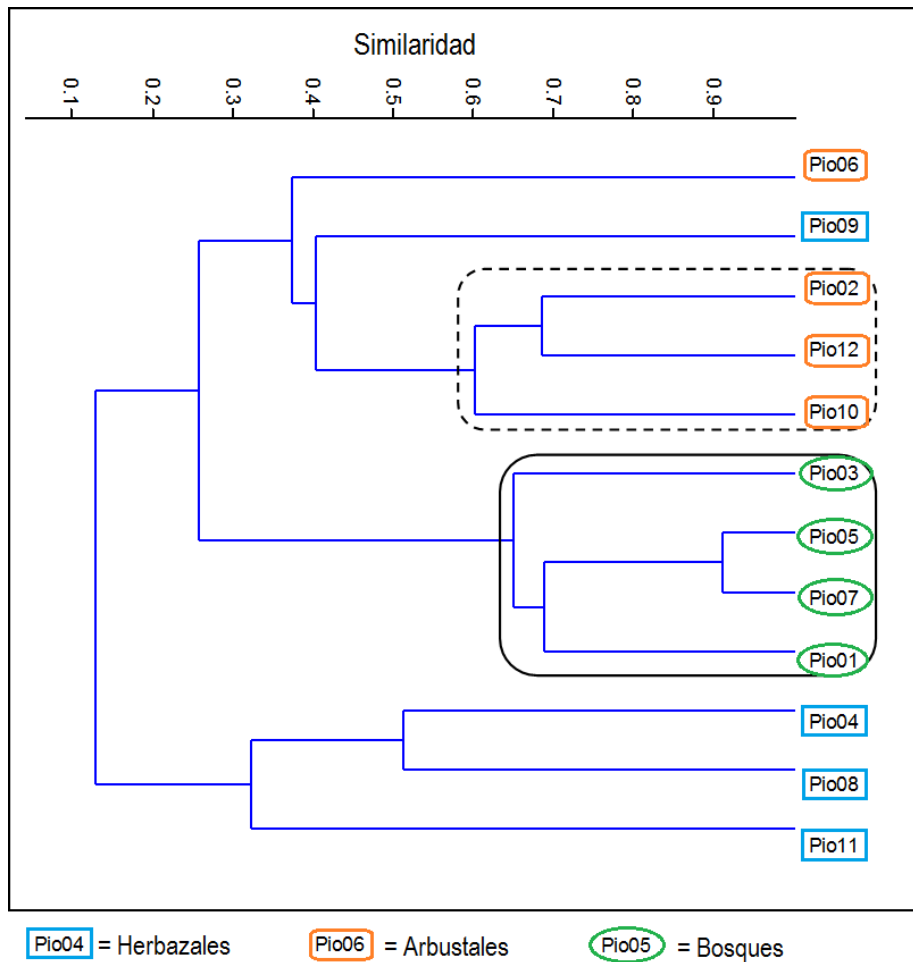 Similaridad
0.1 0.2 0.3 0.4 0.5 0.6 0.7 0.8 0.9
Pio06
Pio09
Pio02
Pio12
Pio10
Pio03
Pio05
Pio07
Pio01
Pio04
Pio08
Pio11
Pio04 = Herbazales Pio06 = Arbustales Pio05 = Bosques